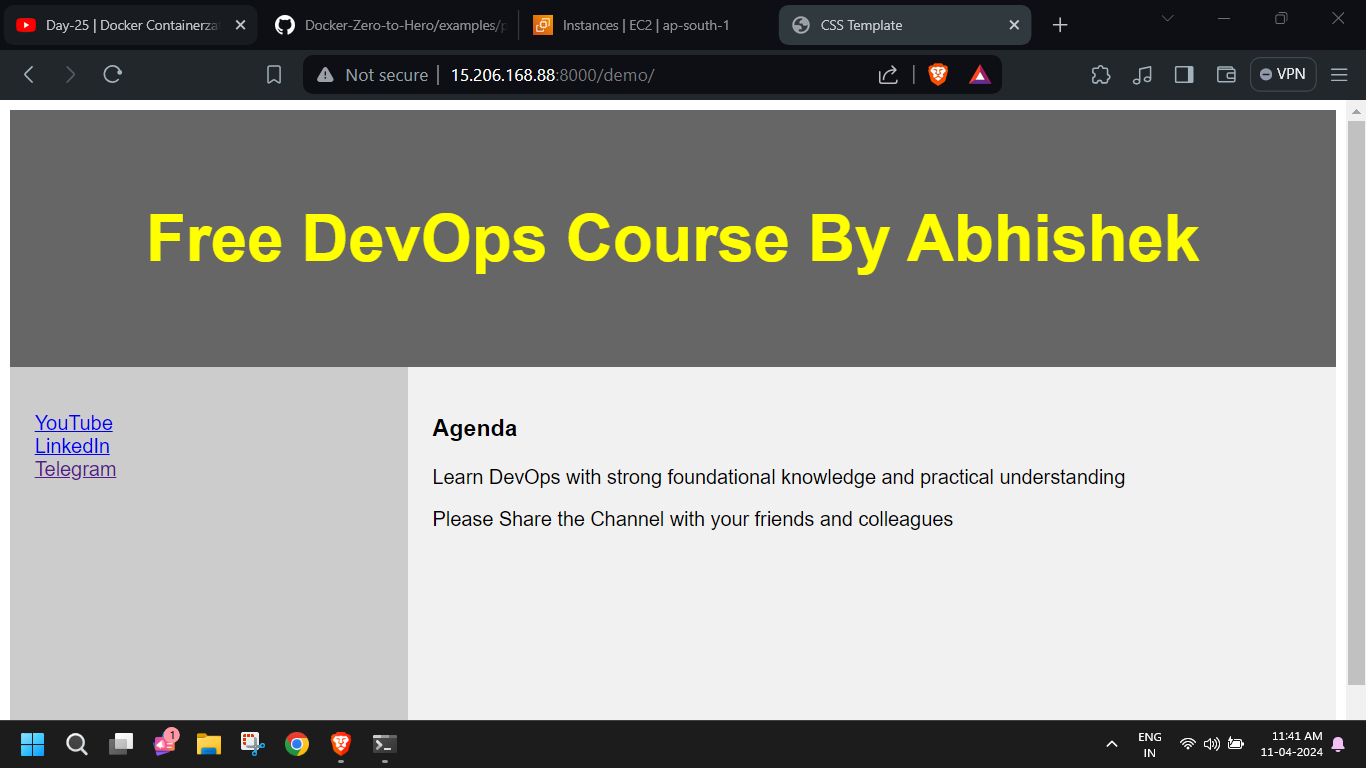 Day-25 | Docker Containerza
Docker-Zero-to-Hero/examples/p
Instances | EC2 | ap-south-1
CSS Template
Not secure
15.206.168.88:8000/demo/
VPN
Free DevOps Course By Abhishek
YouTube
LinkedIn
Telegram
Agenda
Learn DevOps with strong foundational knowledge and practical understanding
Please Share the Channel with your friends and colleagues
1
ENG
IN
11:41 AM
11-04-2024